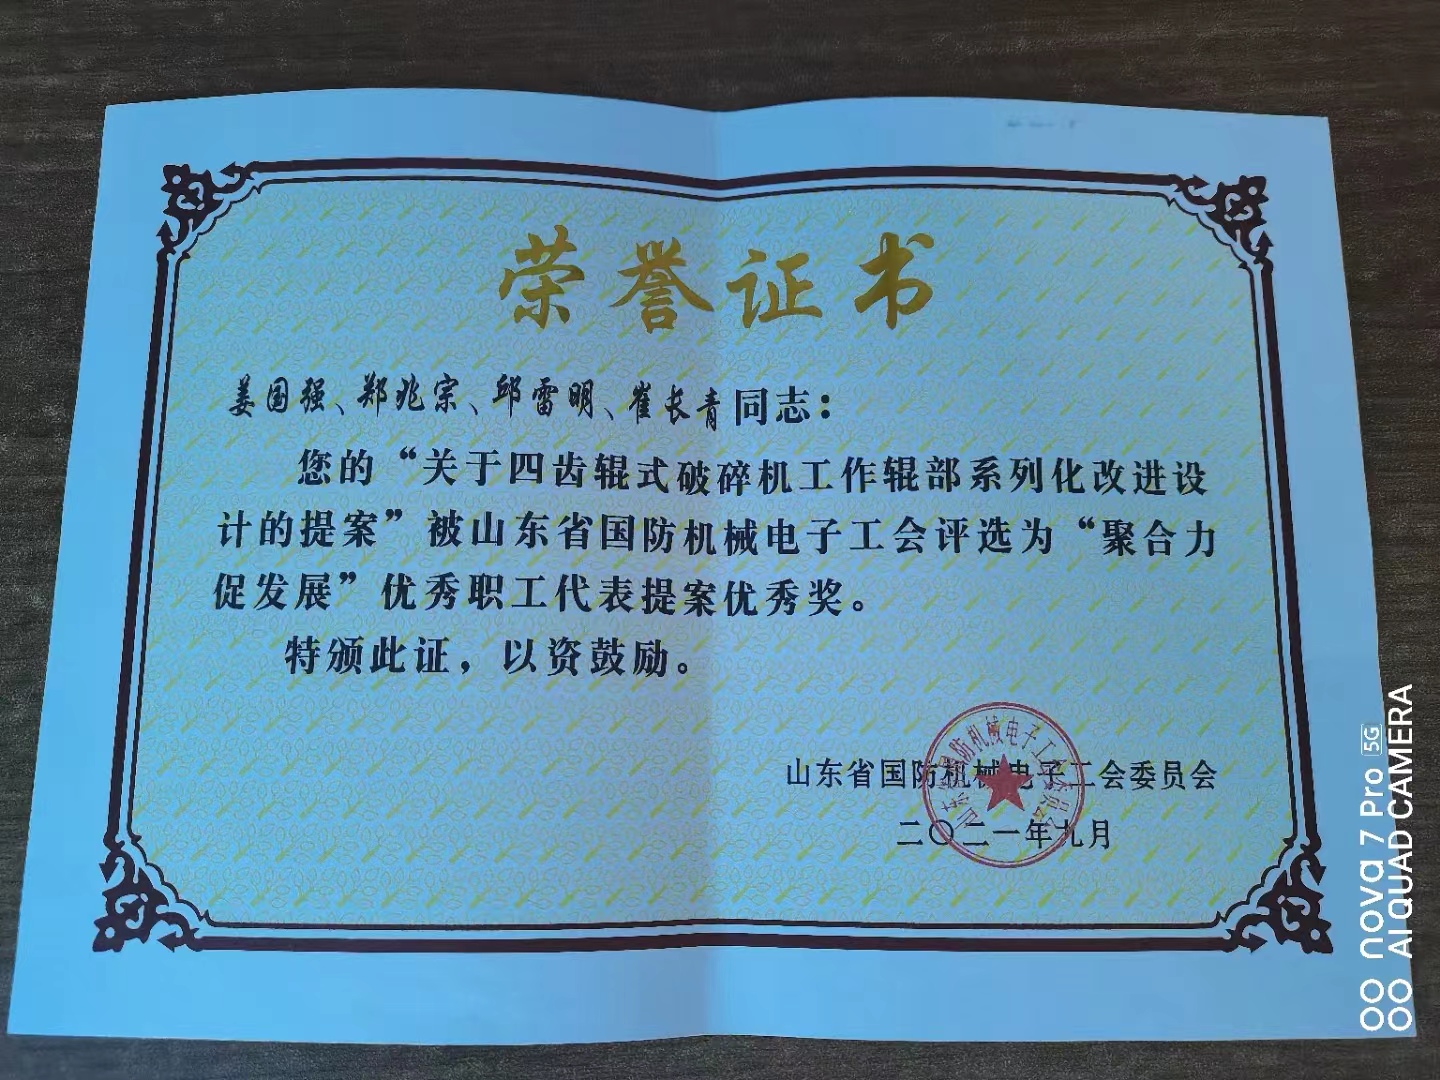 荣誉证书
姜国强、郑兆宗、邱雷明、崔长青同志：
您的“关于四齿辊式破碎机工作辊部系列化改进设
计的提案”被山东省国防机械电子工会评选为“聚合力
促发展”优秀职工代表提案优秀奖。
特颁此证，以资鼓励。
山东省国防机械电子工会委员会
二〇二一年九月
nova 7 Pro 5G
AI QUAD CAMERA